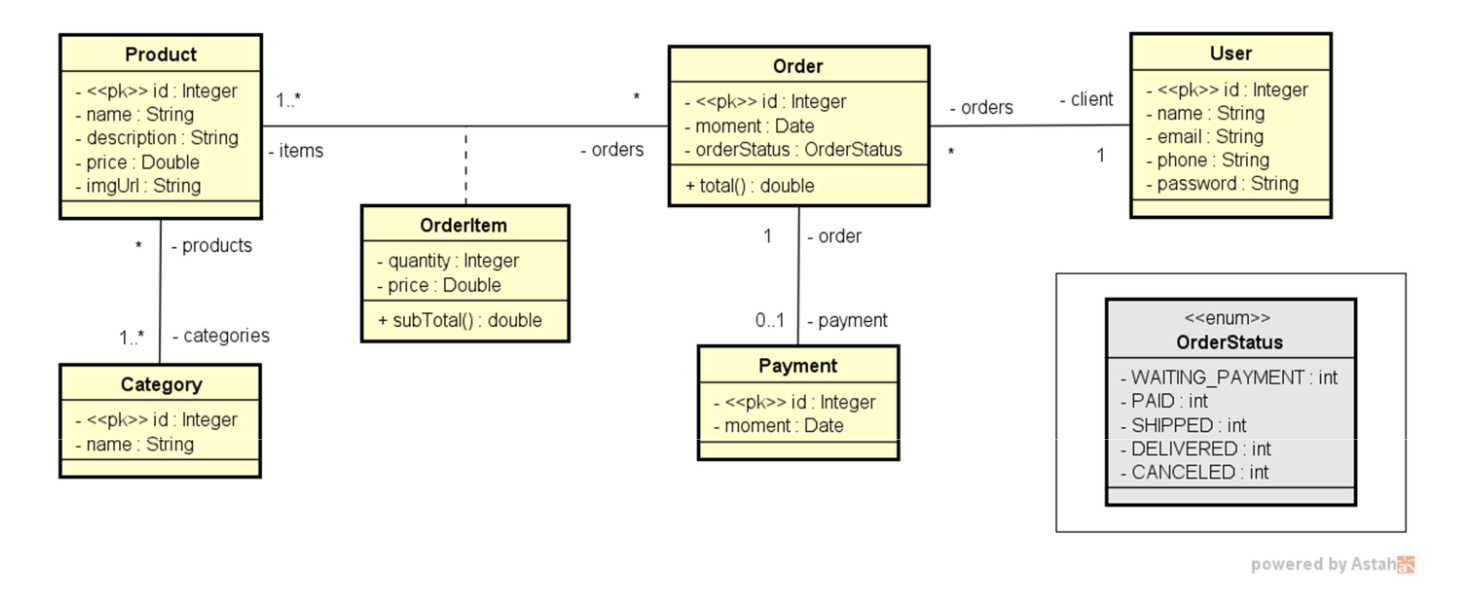 Product
- <<pk>> id : Integer
- name : String
- description : String
- price : Double
- imgUrl : String
1..*
*
- items
- orders
Order
- <<pk>> id : Integer
- moment : Date
- orderStatus : OrderStatus
+ total() : double
- orders
- client
*
1
User
- <<pk>> id : Integer
- name : String
- email : String
- phone : String
- password : String
OrderItem
- quantity : Integer
- price : Double
+ subTotal() : double
*
- products
1..*
- categories
Category
- <<pk>> id : Integer
- name : String
1
- order
0..1
- payment
Payment
- <<pk>> id : Integer
- moment : Date
<<enum>>
OrderStatus
- WAITING_PAYMENT : int
- PAID : int
- SHIPPED : int
- DELIVERED : int
- CANCELED : int
powered by Astah